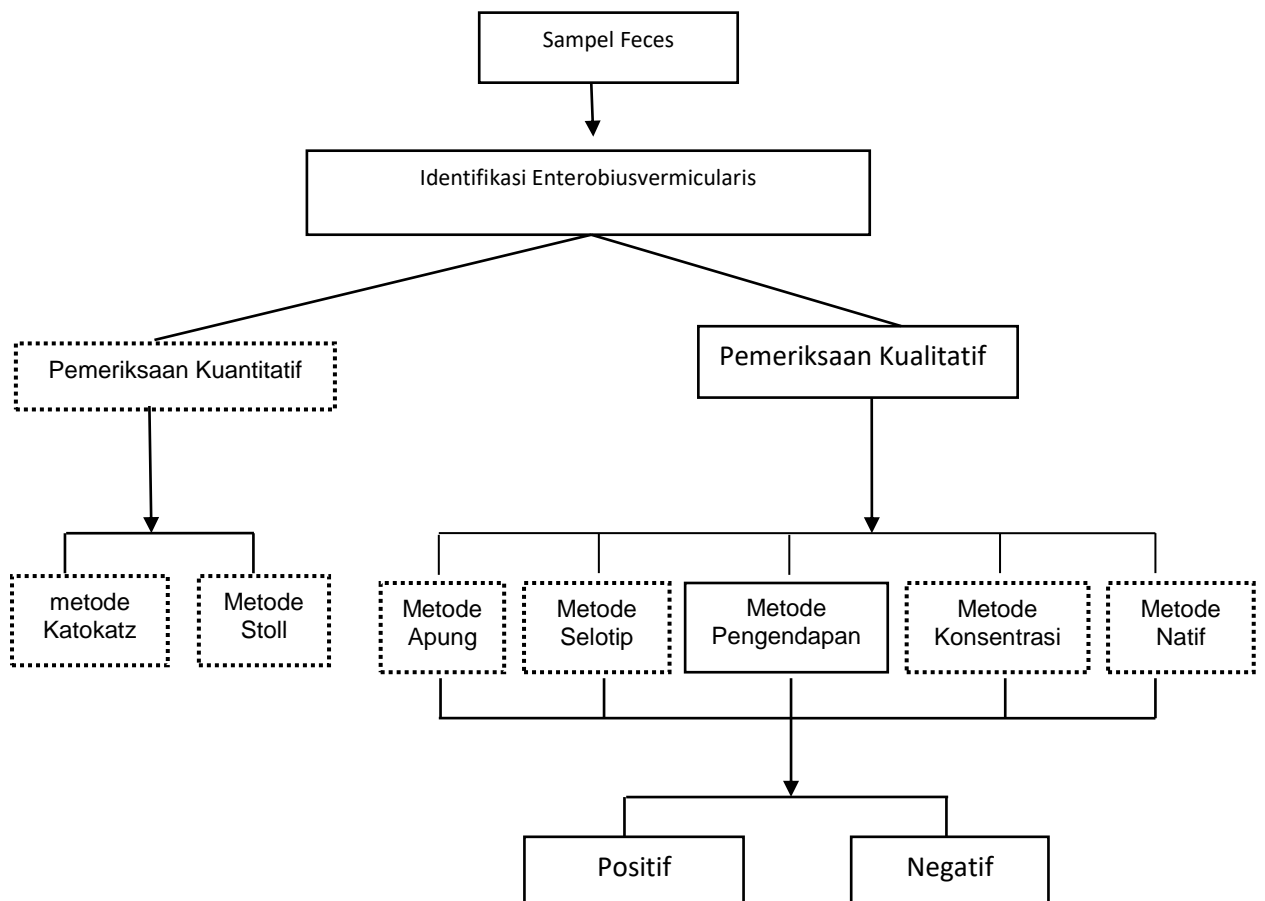 Sampel Feces
Identifikasi Enterobiusvermicularis
Pemeriksaan Kuantitatif
Pemeriksaan Kualitatif
metode
Katokatz
Metode
Stoll
Metode
Apung
Metode
Selotip
Metode
Pengendapan
Metode
Konsentrasi
Metode
Natif
Positif
Negatif